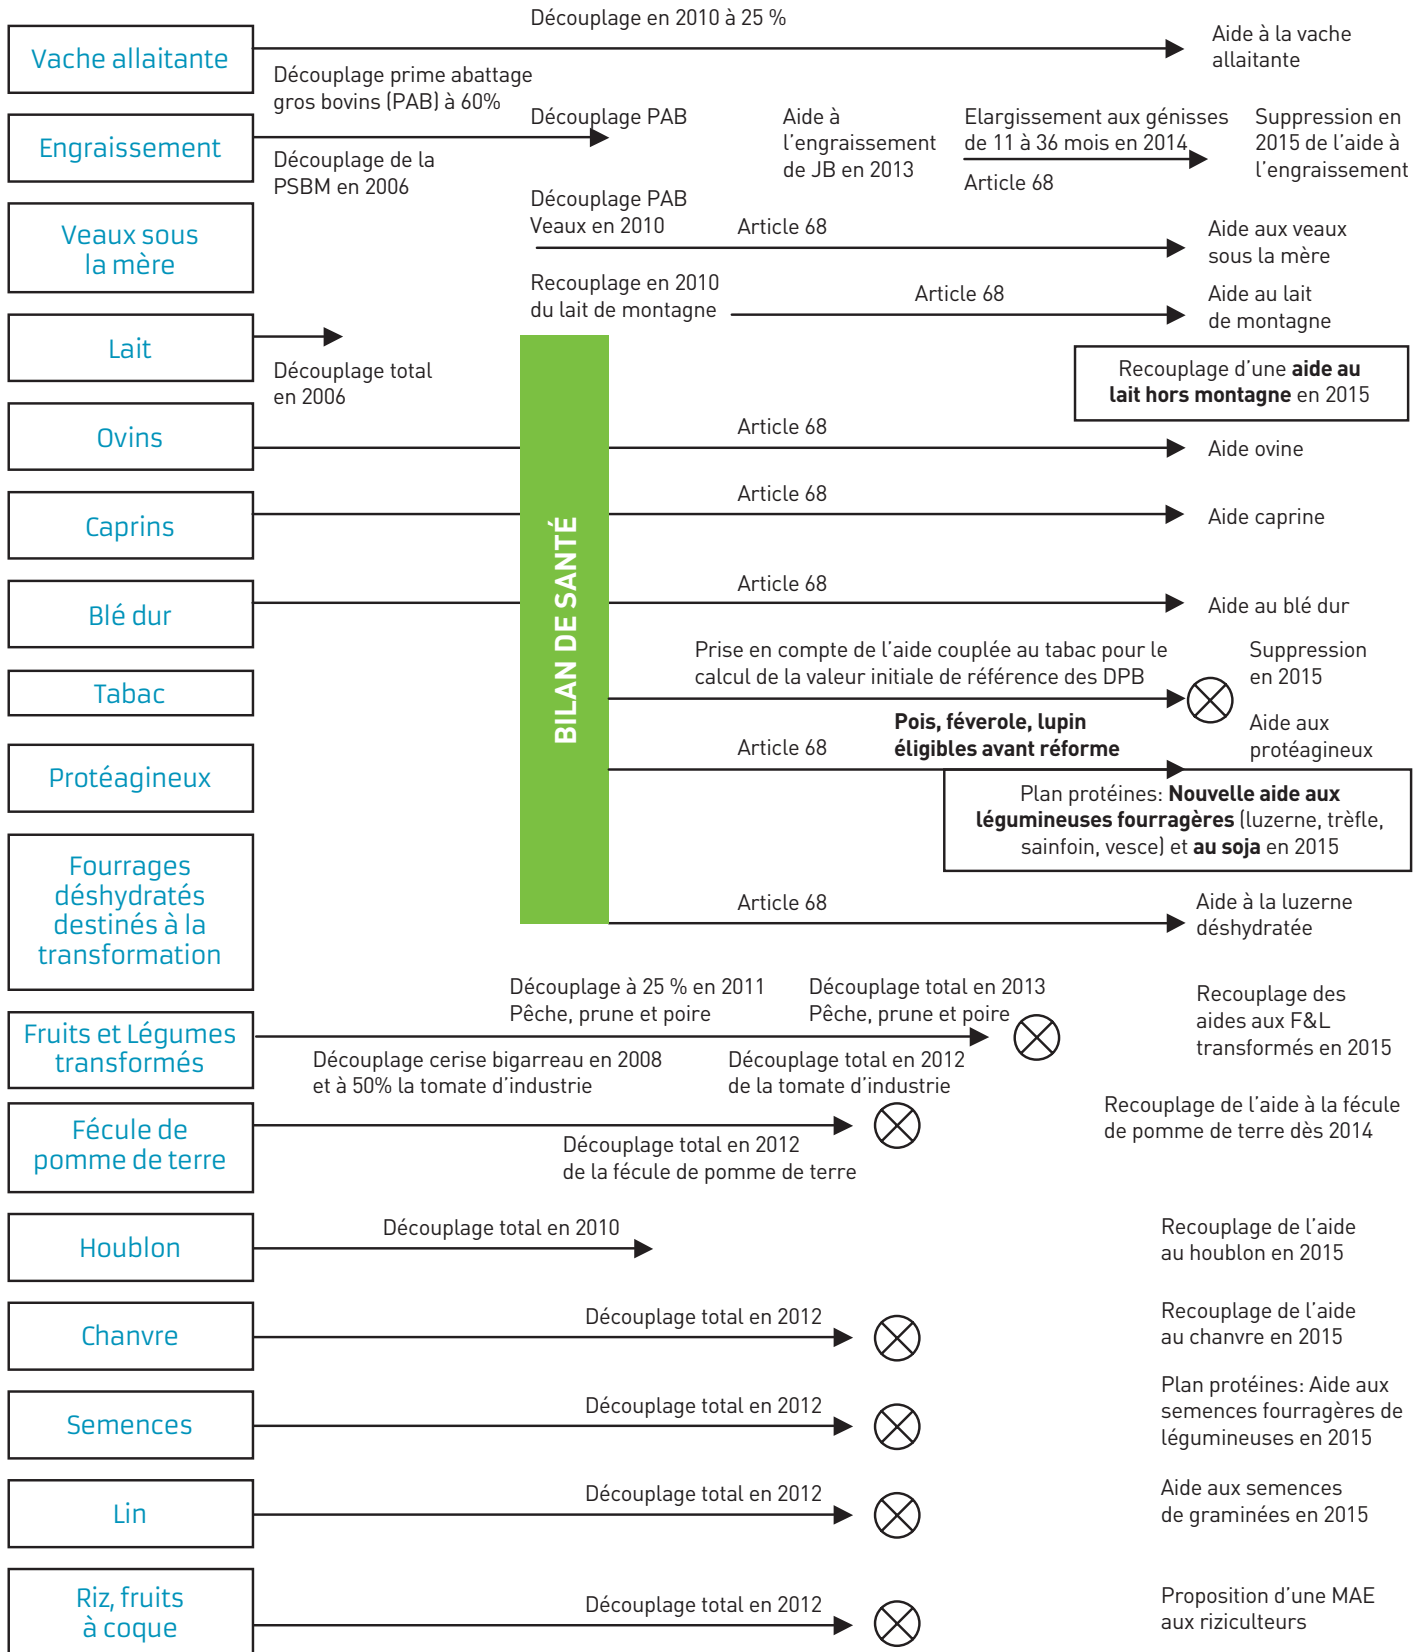 Découplage en 2010 à 25 %
Vache allaitante
Aide à la vache
allaitante
Découplage prime abattage
gros bovins (PAB) à 60%
Engraissement
Découplage PAB
Aide à
l'engraissement
de JB en 2013
Elargissement aux génisses
de 11 à 36 mois en 2014
Article 68
Suppression en
2015 de l'aide à
l'engraissement
Découplage de la
PSBM en 2006
Veaux sous
la mère
Découplage PAB
Veaux en 2010
Article 68
Aide aux veaux
sous la mère
Recouplage en 2010
du lait de montagne
Article 68
Aide au lait
de montagne
Lait
Découplage total
en 2006
Recouplage d'une aide au
lait hors montagne en 2015
Ovins
Article 68
Aide ovine
Caprins
Article 68
Aide caprine
BILAN DE SANTÉ
Blé dur
Article 68
Aide au blé dur
Tabac
Prise en compte de l'aide couplée au tabac pour le
calcul de la valeur initiale de référence des DPB
Suppression
en 2015
Protéagineux
Article 68
Pois, féverole, lupin
éligibles avant réforme
Aide aux
protéagineux
Plan protéines: Nouvelle aide aux
légumineuses fourragères (luzerne, trèfle,
sainfoin, vesce) et au soja en 2015
Fourrages
déshydratés
destinés à la
transformation
Article 68
Aide à la luzerne
déshydratée
Fruits et Légumes
transformés
Découplage à 25 % en 2011
Pêche, prune et poire
Découplage total en 2013
Pêche, prune et poire
Recouplage des
aides aux F&L
transformés en 2015
Découplage cerise bigarreau en 2008
et à 50% la tomate d'industrie
Découplage total en 2012
de la tomate d'industrie
Fécule de
pomme de terre
Découplage total en 2012
de la fécule de pomme de terre
Recouplage de l'aide à la fécule
de pomme de terre dès 2014
Houblon
Découplage total en 2010
Recouplage de l'aide
au houblon en 2015
Chanvre
Découplage total en 2012
Recouplage de l'aide
au chanvre en 2015
Semences
Découplage total en 2012
Plan protéines: Aide aux
semences fourragères de
légumineuses en 2015
Lin
Découplage total en 2012
Aide aux semences
de graminées en 2015
Riz, fruits
à coque
Découplage total en 2012
Proposition d'une MAE
aux riziculteurs